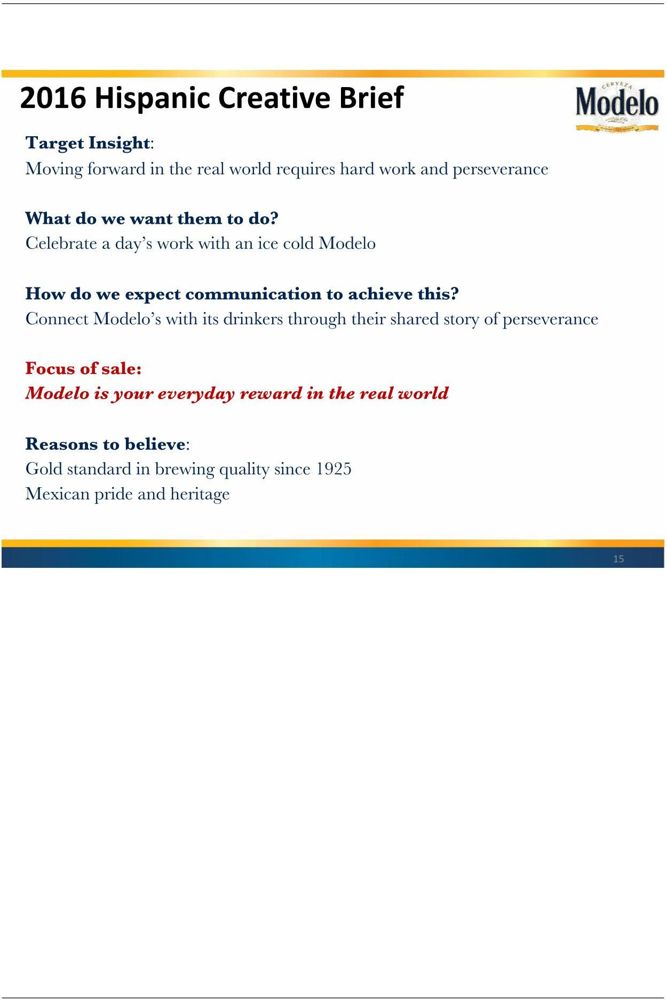 2016 Hispanic Creative Brief
CERVEZA
Modelo
Target Insight:
Moving forward in the real world requires hard work and perseverance
What do we want them to do?
Celebrate a day’s work with an ice cold Modelo
How do we expect communication to achieve this?
Connect Modelo’s with its drinkers through their shared story of perseverance
Focus of sale:
Modelo is your everyday reward in the real world
Reasons to believe:
Gold standard in brewing quality since 1925
Mexican pride and heritage
15